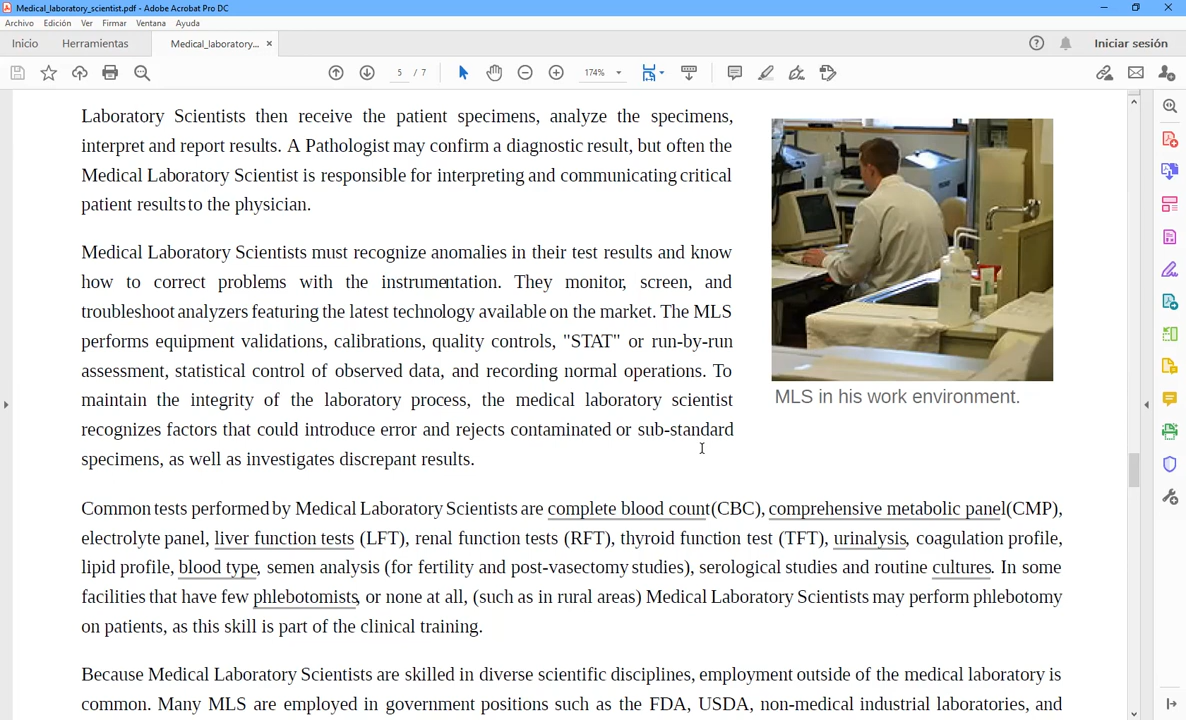 Medical_laboratory_scientist.pdf - Adobe Acrobat Pro DC
Archivo Edición Ver Firmar Ventana Ayuda
Inicio Herramientas Medical_laboratory... × Iniciar sesión
5 / 7 174%
Laboratory Scientists then receive the patient specimens, analyze the specimens,
interpret and report results. A Pathologist may confirm a diagnostic result, but often the
Medical Laboratory Scientist is responsible for interpreting and communicating critical
patient results to the physician.
Medical Laboratory Scientists must recognize anomalies in their test results and know
how to correct problems with the instrumentation. They monitor, screen, and
troubleshoot analyzers featuring the latest technology available on the market. The MLS
performs equipment validations, calibrations, quality controls, "STAT" or run-by-run
assessment, statistical control of observed data, and recording normal operations. To
maintain the integrity of the laboratory process, the medical laboratory scientist
recognizes factors that could introduce error and rejects contaminated or sub-standard
specimens, as well as investigates discrepant results.
MLS in his work environment.
Common tests performed by Medical Laboratory Scientists are complete blood count (CBC), comprehensive metabolic panel (CMP),
electrolyte panel, liver function tests (LFT), renal function tests (RFT), thyroid function test (TFT), urinalysis, coagulation profile,
lipid profile, blood type, semen analysis (for fertility and post-vasectomy studies), serological studies and routine cultures. In some
facilities that have few phlebotomists, or none at all, (such as in rural areas) Medical Laboratory Scientists may perform phlebotomy
on patients, as this skill is part of the clinical training.
Because Medical Laboratory Scientists are skilled in diverse scientific disciplines, employment outside of the medical laboratory is
common. Many MLS are employed in government positions such as the FDA, USDA, non-medical industrial laboratories, and